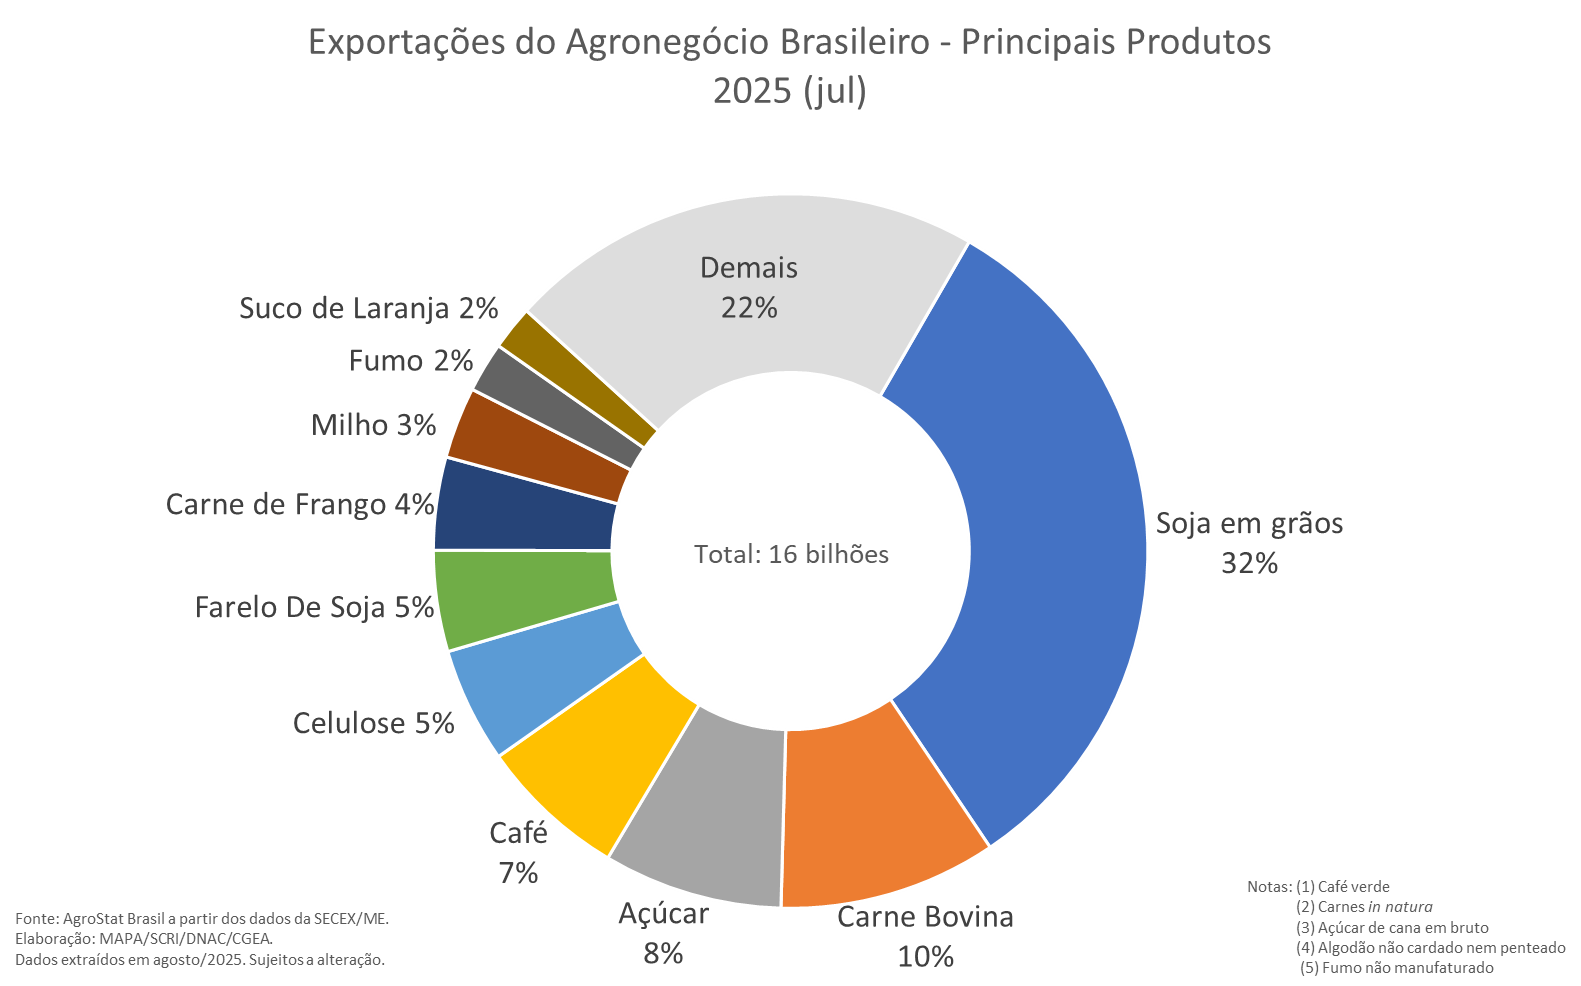 Exportações do Agronegócio Brasileiro - Principais Produtos
2025 (jul)
Demais
22%
Suco de Laranja 2%
Fumo 2%
Milho 3%
Carne de Frango 4%
Soja em grãos
32%
Total: 16 bilhões
Farelo De Soja 5%
Celulose 5%
Café
7%
Açúcar
8%
Carne Bovina
10%
Fonte: AgroStat Brasil a partir dos dados da SECEX/ME.
Elaboração: MAPA/SCRI/DNAC/CGEA.
Dados extraídos em agosto/2025. Sujeitos a alteração.
Notas: (1) Café verde
(2) Carnes in natura
(3) Açúcar de cana em bruto
(4) Algodão não cardado nem penteado
(5) Fumo não manufaturado